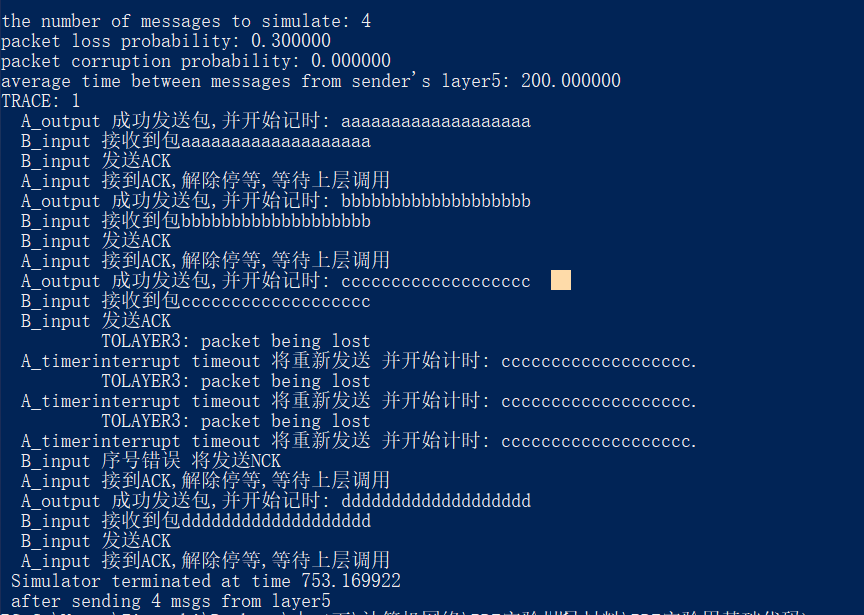 the number of messages to simulate: 4
packet loss probability: 0.300000
packet corruption probability: 0.000000
average time between messages from sender's layer5: 200.000000
TRACE: 1
A_output 成功发送包,并开始记时: aaaaaaaaaaaaaaaaaaa
B_input 接收到包aaaaaaaaaaaaaaaaaaa
B_input 发送ACK
A_input 接到ACK,解除停等,等待上层调用
A_output 成功发送包,并开始记时: bbbbbbbbbbbbbbbbbbb
B_input 接收到包bbbbbbbbbbbbbbbbbbb
B_input 发送ACK
A_input 接到ACK,解除停等,等待上层调用
A_output 成功发送包,并开始记时: ccccccccccccccccccc
B_input 接收到包ccccccccccccccccccc
B_input 发送ACK
TOLAYER3: packet being lost
A_timerinterrupt timeout 将重新发送 并开始计时: ccccccccccccccccccc.
TOLAYER3: packet being lost
A_timerinterrupt timeout 将重新发送 并开始计时: ccccccccccccccccccc.
TOLAYER3: packet being lost
A_timerinterrupt timeout 将重新发送 并开始计时: ccccccccccccccccccc.
B_input 序号错误 将发送NCK
A_input 接到ACK,解除停等,等待上层调用
A_output 成功发送包,并开始记时: ddddddddddddddddddd
B_input 接收到包ddddddddddddddddddd
B_input 发送ACK
A_input 接到ACK,解除停等,等待上层调用
Simulator terminated at time 753.169922
after sending 4 msgs from layer5